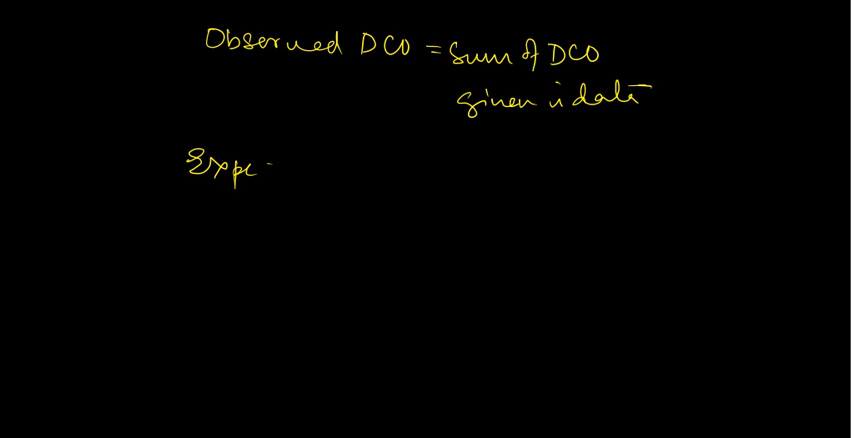 Observed DCO = Sum of DCO
given in data
Expe